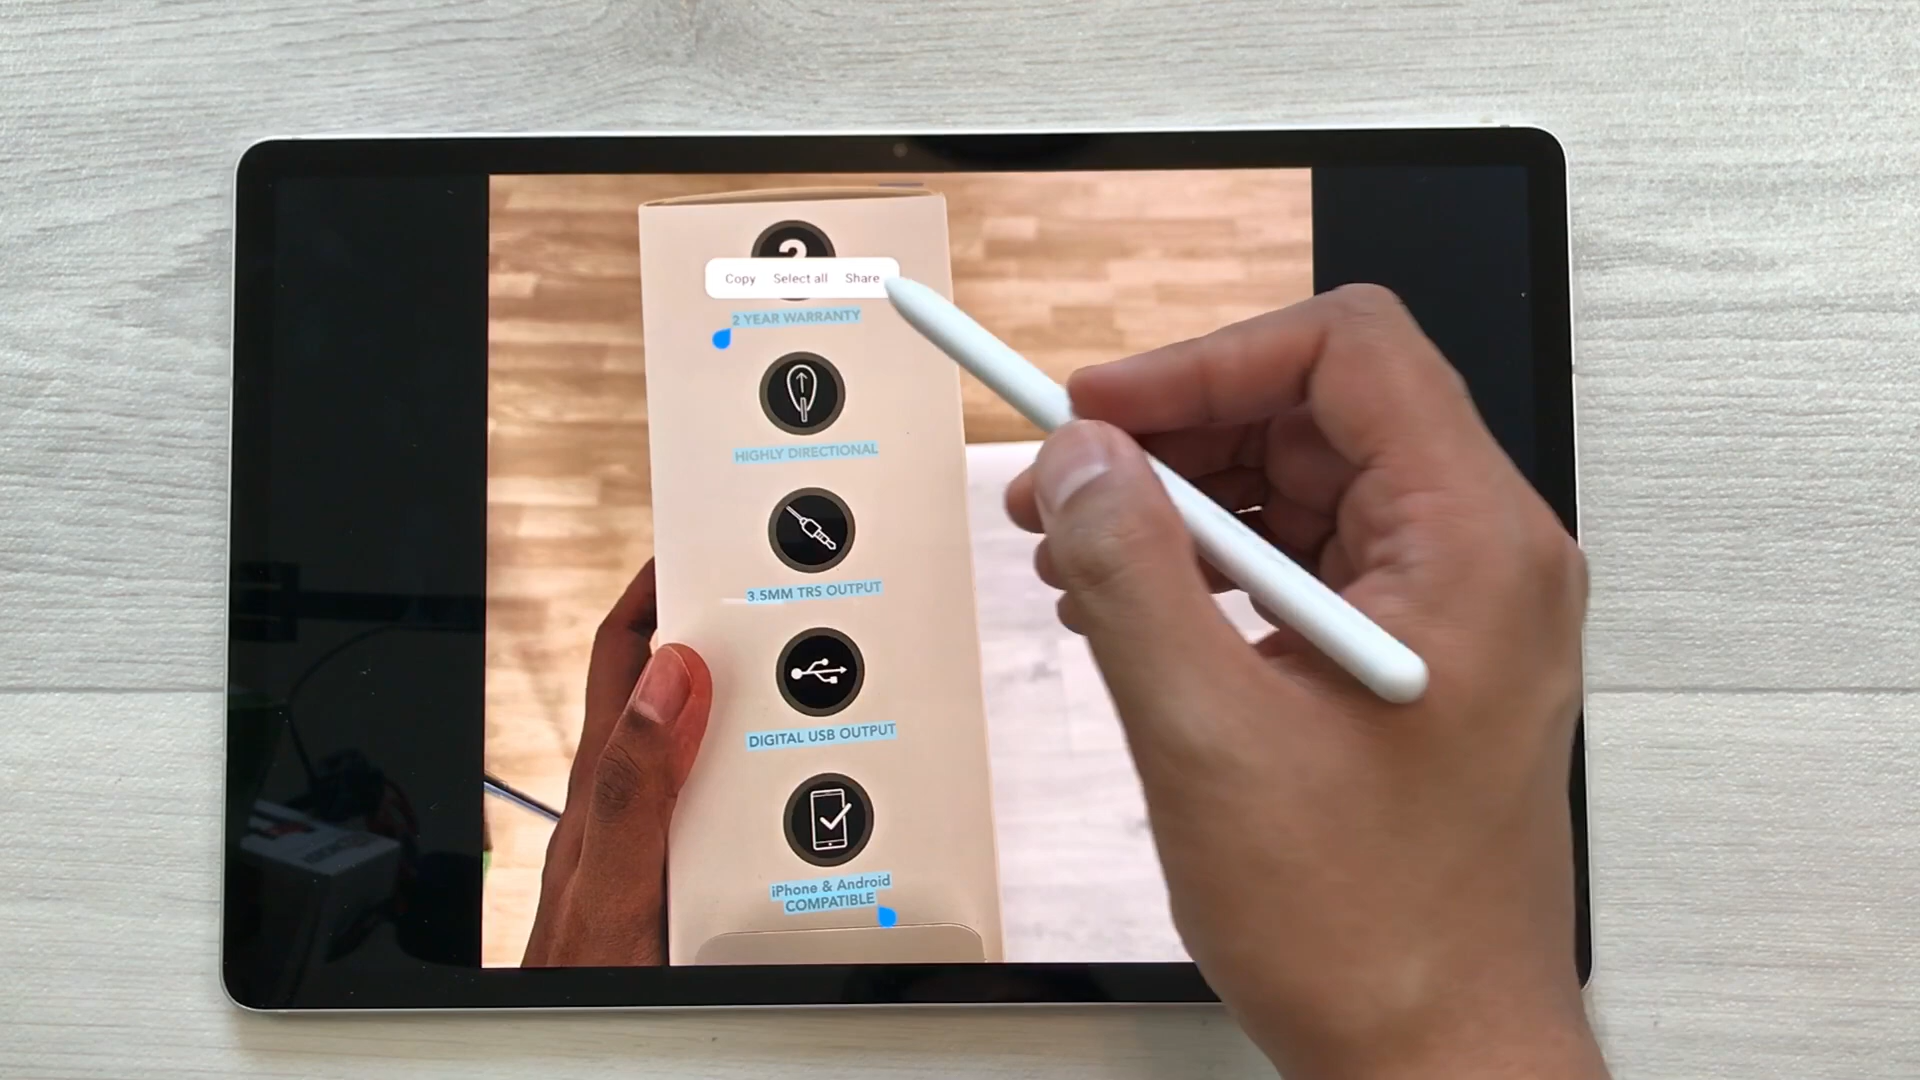 2
Copy Select all Share
2 YEAR WARRANTY
HIGHLY DIRECTIONAL
3.5MM TRS OUTPUT
DIGITAL USB OUTPUT
iPhone & Android
COMPATIBLE